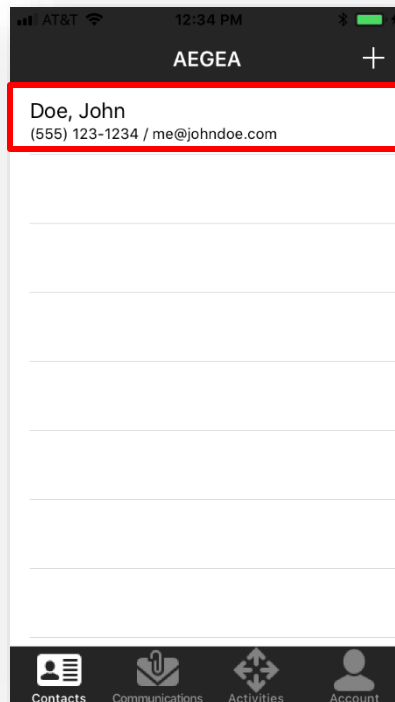 AT&T 12:34 PM
AEGEA
Doe, John
(555) 123-1234 / me@johndoe.com
Contacts Communications Activities Account